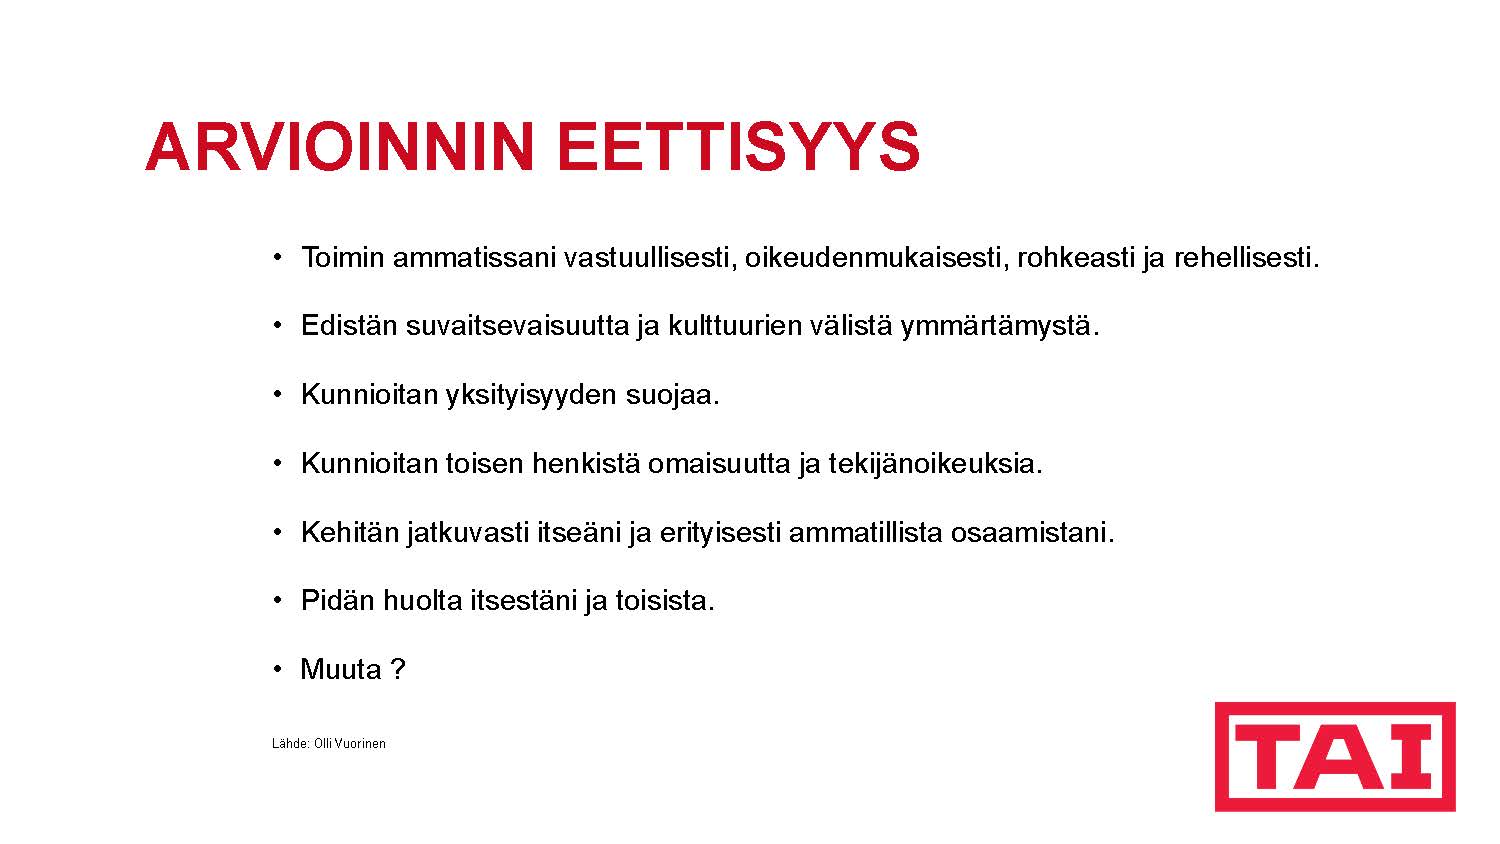 ARVIOINNIN EETTISYYS
• Toimin ammatissani vastuullisesti, oikeudenmukaisesti, rohkeasti ja rehellisesti.
• Edistän suvaitsevaisuutta ja kulttuurien välistä ymmärtämystä.
• Kunnioitan yksityisyyden suojaa.
• Kunnioitan toisen henkistä omaisuutta ja tekijänoikeuksia.
• Kehitän jatkuvasti itseäni ja erityisesti ammatillista osaamistani.
• Pidän huolta itsestäni ja toisista.
• Muuta ?
Lähde: Olli Vuorinen
TAI